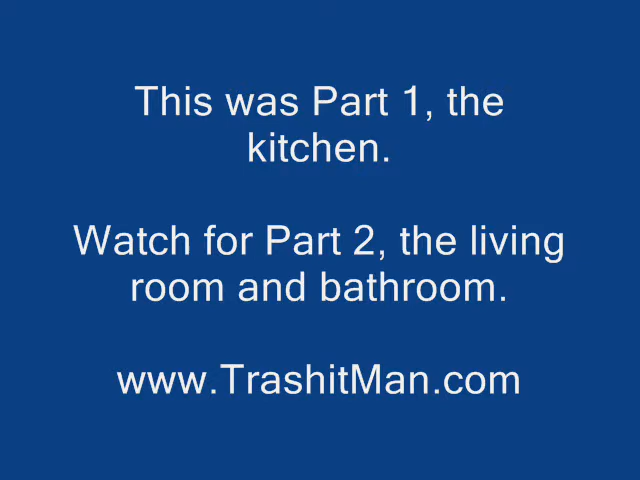 This was Part 1, the
kitchen.
Watch for Part 2, the living
room and bathroom.
www.TrashitMan.com